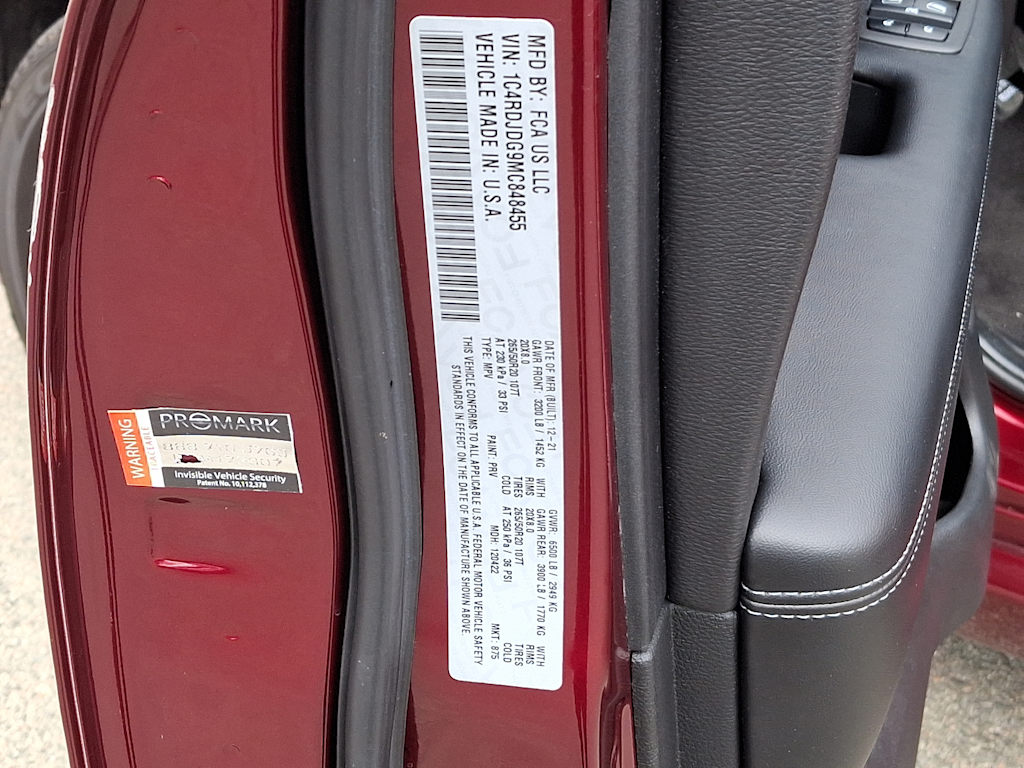 MFD BY: FCA US LLC
VIN: 1C4RDJDG9MC848455
VEHICLE MADE IN: U.S.A.
DATE OF MFR (BUILT): 12-21 GVWR: 6500 LB / 2949 KG
GAWR FRONT: 3200 LB / 1452 KG WITH GAWR REAR: 3900 LB / 1770 KG WITH
20X8.0 RIMS 20X8.0 RIMS
265/50R20 107T TIRES 265/50R20 107T TIRES
AT 230 kPa / 33 PSI COLD AT 250 kPa / 36 PSI COLD
TYPE: MPV PAINT: PRV MDH: 120422 MKT: 875
THIS VEHICLE CONFORMS TO ALL APPLICABLE U.S.A. FEDERAL MOTOR VEHICLE SAFETY
STANDARDS IN EFFECT ON THE DATE OF MANUFACTURE SHOWN ABOVE.
WARNING
TRACEABLE
PROMARK
Invisible Vehicle Security
Patent No. 10,112,378